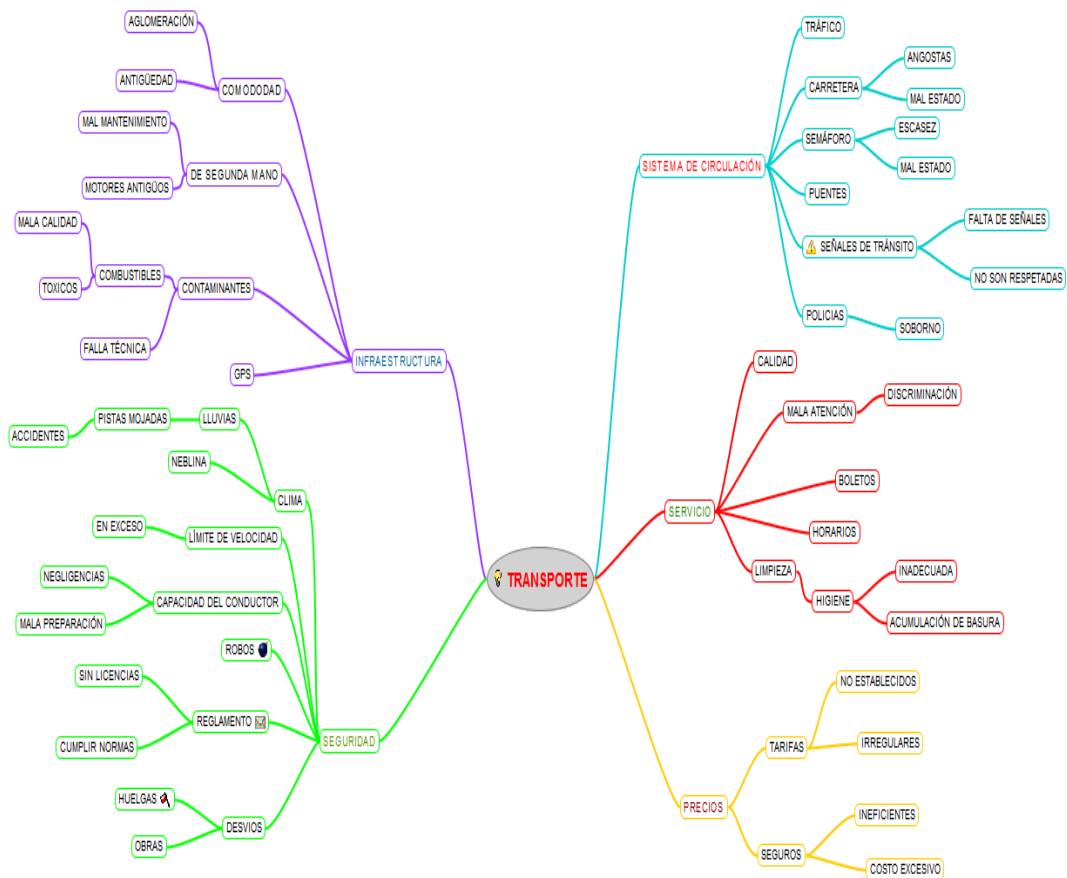 AGLOMERACIÓN
ANTIGÜEDAD
COMODODAD
MAL MANTENIMIENTO
MOTORES ANTIGÜOS
DE SEGUNDA MANO
MALA CALIDAD
TOXICOS
COMBUSTIBLES
FALLA TÉCNICA
CONTAMINANTES
GPS
INFRAESTRUCTURA
ACCIDENTES
PISTAS MOJADAS
LLUVIAS
NEBLINA
CLIMA
EN EXCESO
LÍMITE DE VELOCIDAD
NEGLIGENCIAS
MALA PREPARACIÓN
CAPACIDAD DEL CONDUCTOR
ROBOS
SIN LICENCIAS
CUMPLIR NORMAS
REGLAMENTO
HUELGAS
OBRAS
DESVIOS
SEGURIDAD
TRANSPORTE
SISTEMA DE CIRCULACIÓN
TRÁFICO
CARRETERA
ANGOSTAS
MAL ESTADO
SEMÁFORO
ESCASEZ
MAL ESTADO
PUENTES
SEÑALES DE TRÁNSITO
FALTA DE SEÑALES
NO SON RESPETADAS
POLICIAS
SOBORNO
SERVICIO
CALIDAD
MALA ATENCIÓN
DISCRIMINACIÓN
BOLETOS
HORARIOS
LIMPIEZA
HIGIENE
INADECUADA
ACUMULACIÓN DE BASURA
PRECIOS
TARIFAS
NO ESTABLECIDOS
IRREGULARES
SEGUROS
INEFICIENTES
COSTO EXCESIVO